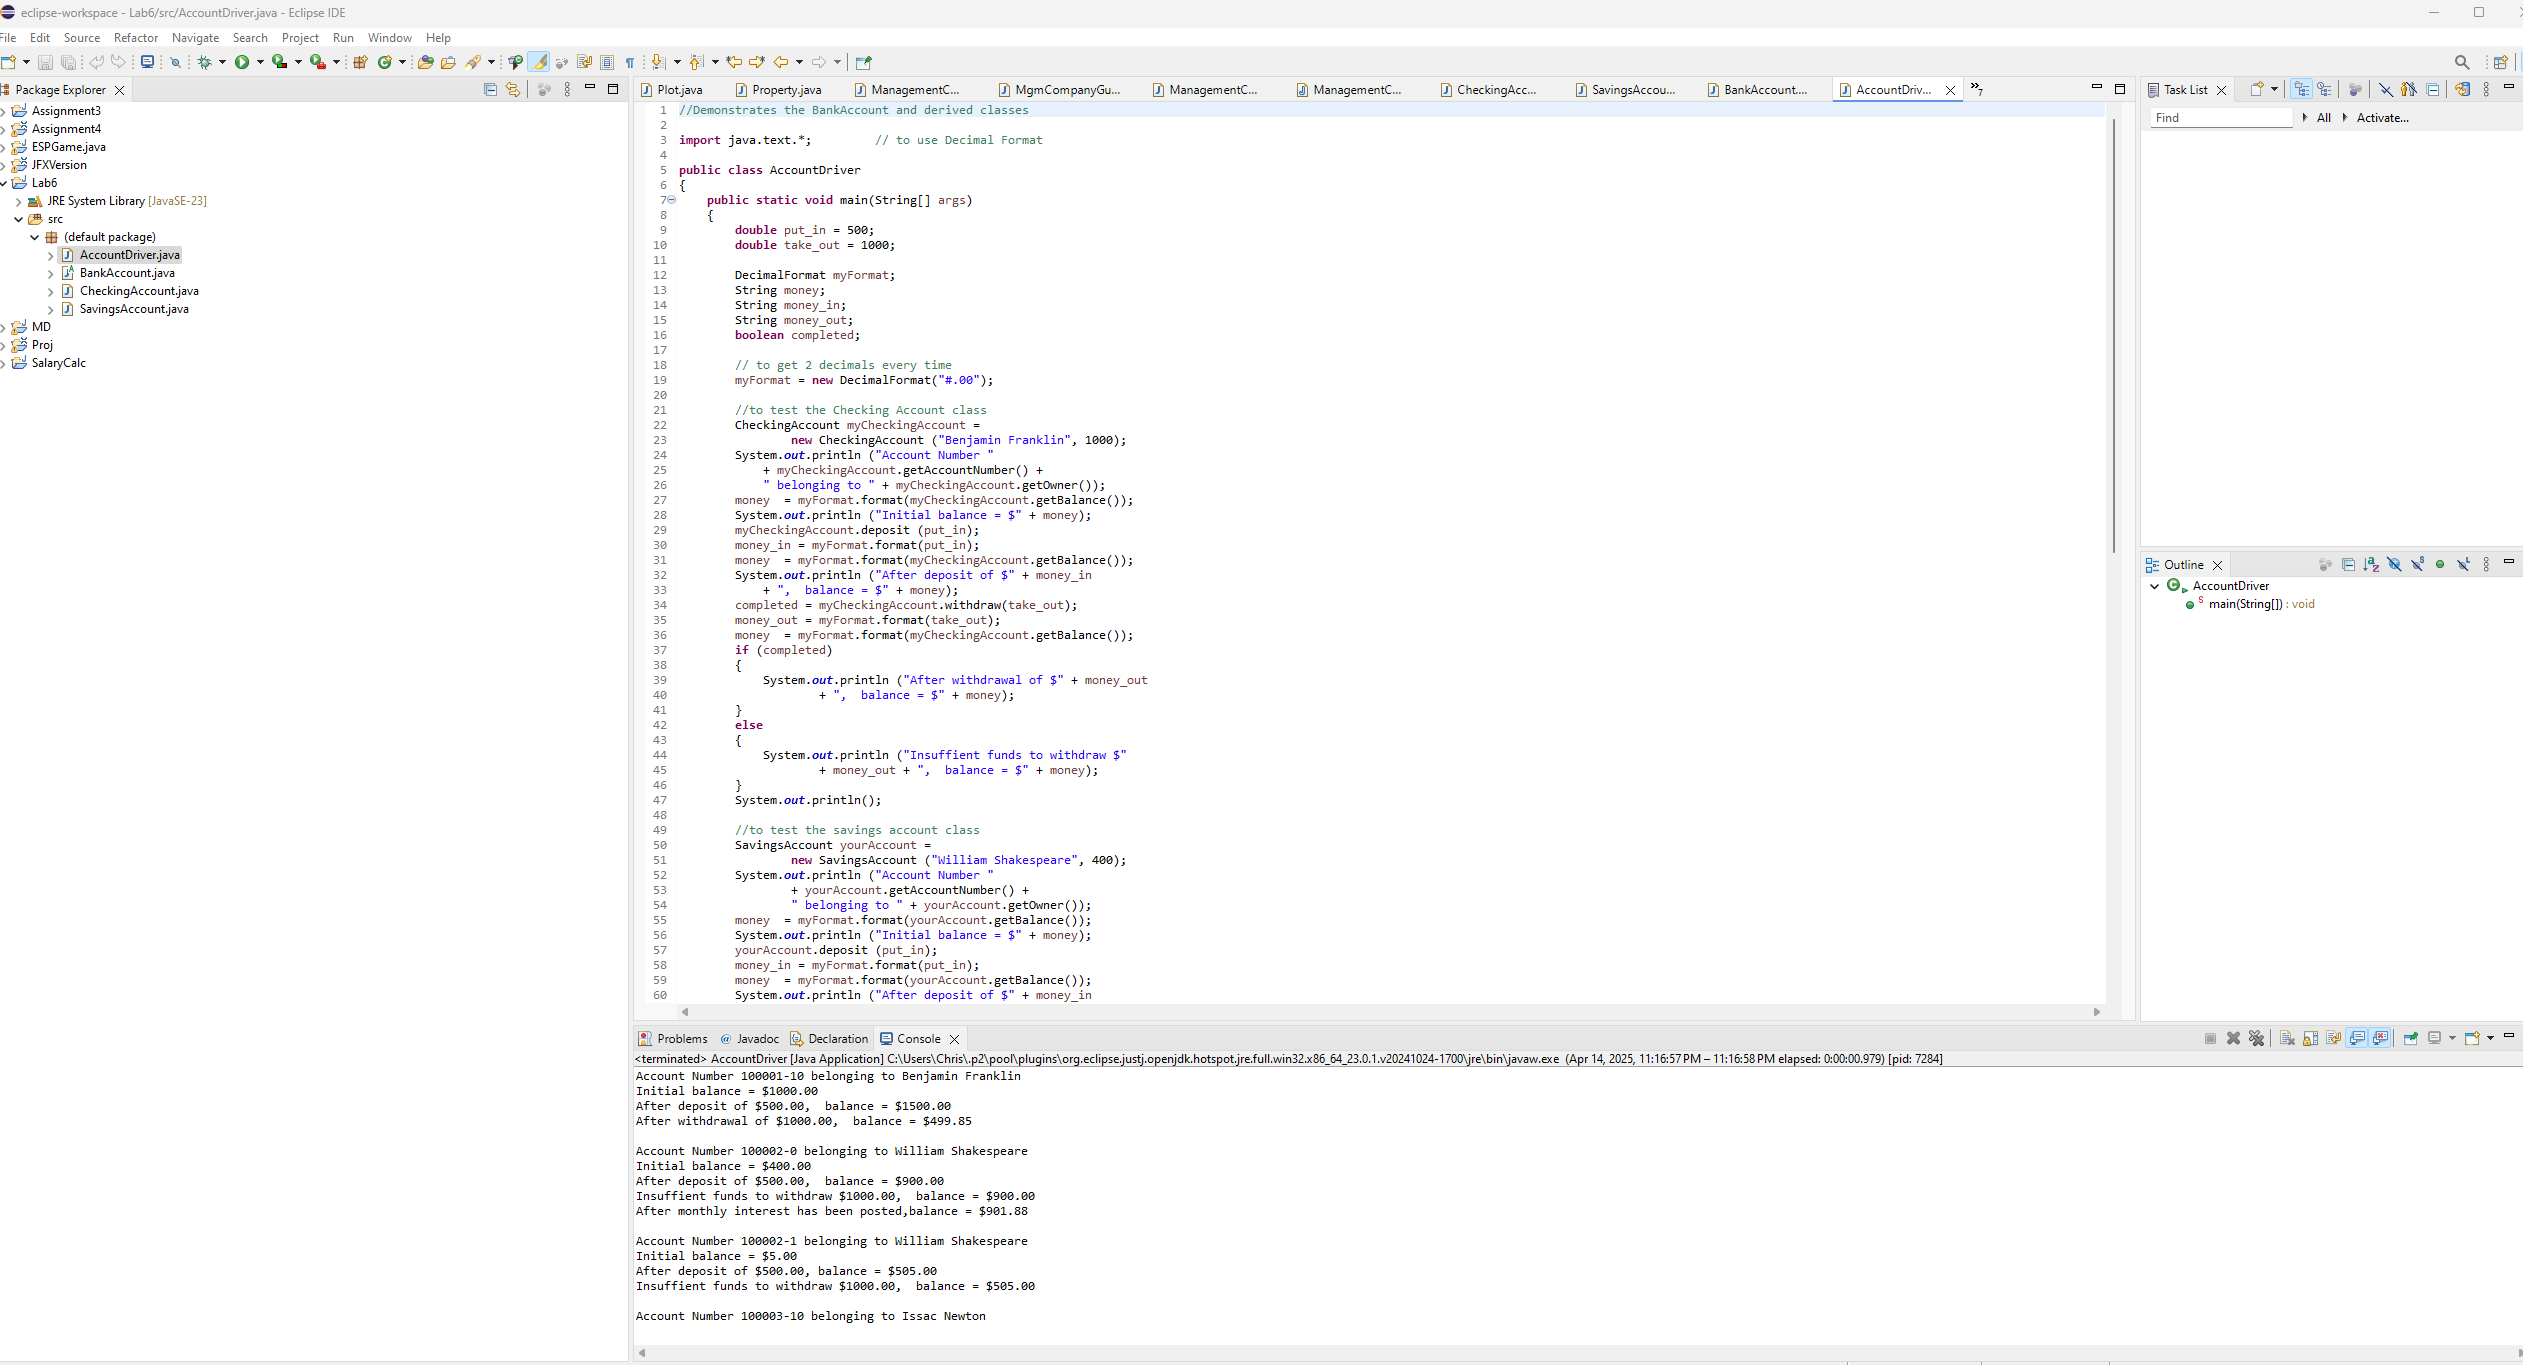 eclipse-workspace - Lab6/src/AccountDriver.java - Eclipse IDE
File Edit Source Refactor Navigate Search Project Run Window Help
Package Explorer
Assignment3
Assignment4
ESPGame.java
JFXVersion
Lab6
JRE System Library [JavaSE-23]
src
(default package)
AccountDriver.java
BankAccount.java
CheckingAccount.java
SavingsAccount.java
MD
Proj
SalaryCalc
Plot.java Property.java ManagementC... MgmCompanyGu... ManagementC... ManagementC... CheckingAcc... SavingsAccou... BankAccount.... AccountDriv... »7
1 //Demonstrates the BankAccount and derived classes
2
3 import java.text.*; // to use Decimal Format
4
5 public class AccountDriver
6 {
7 public static void main(String[] args)
8 {
9 double put_in = 500;
10 double take_out = 1000;
11
12 DecimalFormat myFormat;
13 String money;
14 String money_in;
15 String money_out;
16 boolean completed;
17
18 // to get 2 decimals every time
19 myFormat = new DecimalFormat("#.00");
20
21 //to test the Checking Account class
22 CheckingAccount myCheckingAccount =
23 new CheckingAccount ("Benjamin Franklin", 1000);
24 System.out.println ("Account Number "
25 + myCheckingAccount.getAccountNumber() +
26 " belonging to " + myCheckingAccount.getOwner());
27 money  = myFormat.format(myCheckingAccount.getBalance());
28 System.out.println ("Initial balance = $" + money);
29 myCheckingAccount.deposit (put_in);
30 money_in = myFormat.format(put_in);
31 money  = myFormat.format(myCheckingAccount.getBalance());
32 System.out.println ("After deposit of $" + money_in
33 + ",  balance = $" + money);
34 completed = myCheckingAccount.withdraw(take_out);
35 money_out = myFormat.format(take_out);
36 money  = myFormat.format(myCheckingAccount.getBalance());
37 if (completed)
38 {
39 System.out.println ("After withdrawal of $" + money_out
40 + ",  balance = $" + money);
41 }
42 else
43 {
44 System.out.println ("Insuffient funds to withdraw $"
45 + money_out + ",  balance = $" + money);
46 }
47 System.out.println();
48
49 //to test the savings account class
50 SavingsAccount yourAccount =
51 new SavingsAccount ("William Shakespeare", 400);
52 System.out.println ("Account Number "
53 + yourAccount.getAccountNumber() +
54 " belonging to " + yourAccount.getOwner());
55 money  = myFormat.format(yourAccount.getBalance());
56 System.out.println ("Initial balance = $" + money);
57 yourAccount.deposit (put_in);
58 money_in = myFormat.format(put_in);
59 money  = myFormat.format(yourAccount.getBalance());
60 System.out.println ("After deposit of $" + money_in
Task List
Find All Activate...
Outline
AccountDriver
main(String[]) : void
Problems Javadoc Declaration Console
<terminated> AccountDriver [Java Application] C:\Users\Chris\.p2\pool\plugins\org.eclipse.justj.openjdk.hotspot.jre.full.win32.x86_64_23.0.1.v20241024-1700\jre\bin\javaw.exe (Apr 14, 2025, 11:16:57 PM – 11:16:58 PM elapsed: 0:00:00.979) [pid: 7284]
Account Number 100001-10 belonging to Benjamin Franklin
Initial balance = $1000.00
After deposit of $500.00,  balance = $1500.00
After withdrawal of $1000.00,  balance = $499.85
Account Number 100002-0 belonging to William Shakespeare
Initial balance = $400.00
After deposit of $500.00,  balance = $900.00
Insuffient funds to withdraw $1000.00,  balance = $900.00
After monthly interest has been posted,balance = $901.88
Account Number 100002-1 belonging to William Shakespeare
Initial balance = $5.00
After deposit of $500.00, balance = $505.00
Insuffient funds to withdraw $1000.00,  balance = $505.00
Account Number 100003-10 belonging to Issac Newton